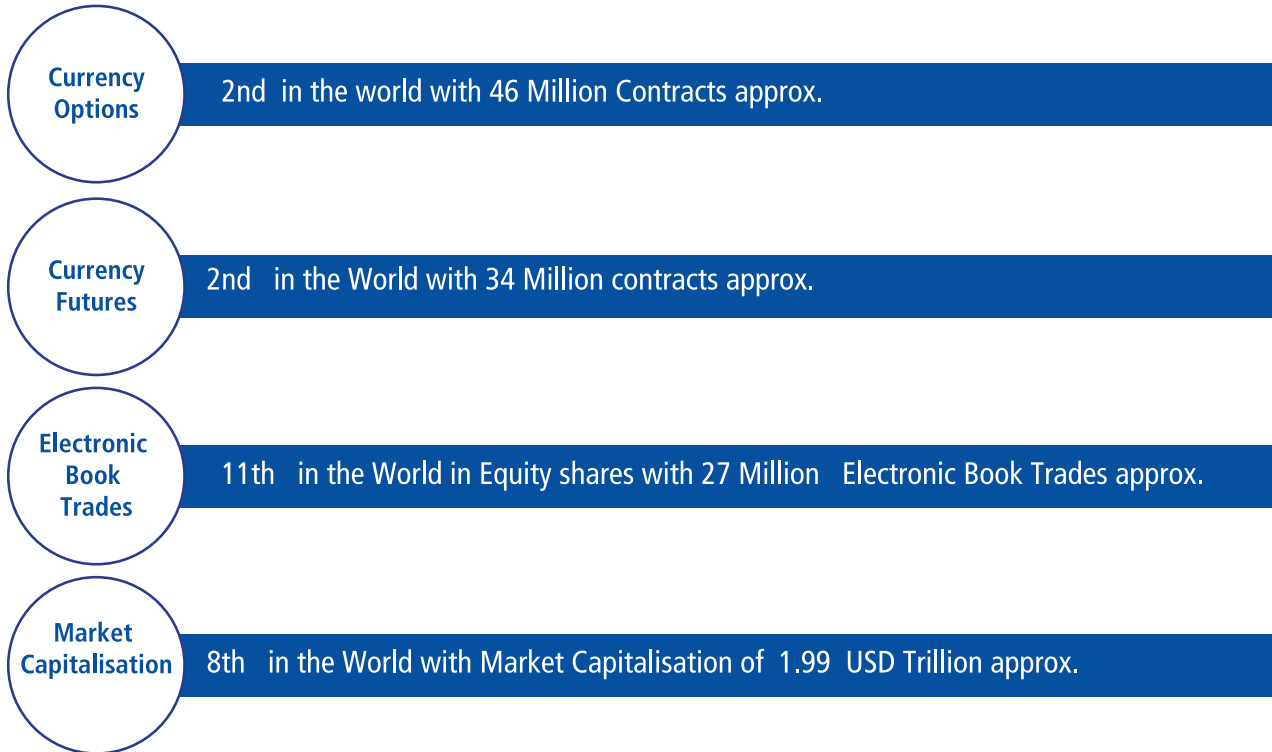 Currency
Options
2nd in the world with 46 Million Contracts approx.
Currency
Futures
2nd in the World with 34 Million contracts approx.
Electronic
Book
Trades
11th in the World in Equity shares with 27 Million Electronic Book Trades approx.
Market
Capitalisation
8th in the World with Market Capitalisation of 1.99 USD Trillion approx.